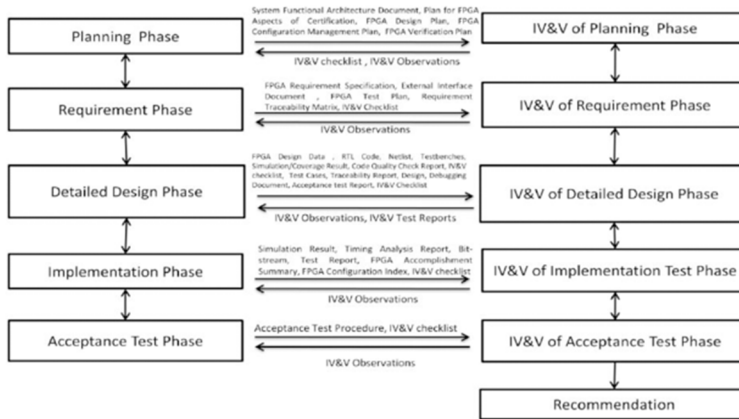 System Functional Architecture Document, Plan for FPGA
Aspects of Certification, FPGA Design Plan, FPGA
Configuration Management Plan, FPGA Verification Plan
Planning Phase
IV&V of Planning Phase
IV&V checklist , IV&V Observations
FPGA Requirement Specification, External Interface
Document , FPGA Test Plan, Requirement
Traceability Matrix, IV&V Checklist
Requirement Phase
IV&V of Requirement Phase
IV&V Observations
FPGA Design Data , RTL Code, Netlist, Testbenches,
Simulation/Coverage Result, Code Quality Check Report, IV&V
checklist, Test Cases, Traceability Report, Design, Debugging
Document, Acceptance test Report, IV&V Checklist
Detailed Design Phase
IV&V of Detailed Design Phase
IV&V Observations, IV&V Test Reports
Simulation Result, Timing Analysis Report, Bit-
stream, Test Report, FPGA Accomplishment
Summary, FPGA Configuration Index, IV&V checklist
Implementation Phase
IV&V of Implementation Test Phase
IV&V Observations
Acceptance Test Procedure, IV&V checklist
Acceptance Test Phase
IV&V of Acceptance Test Phase
IV&V Observations
Recommendation